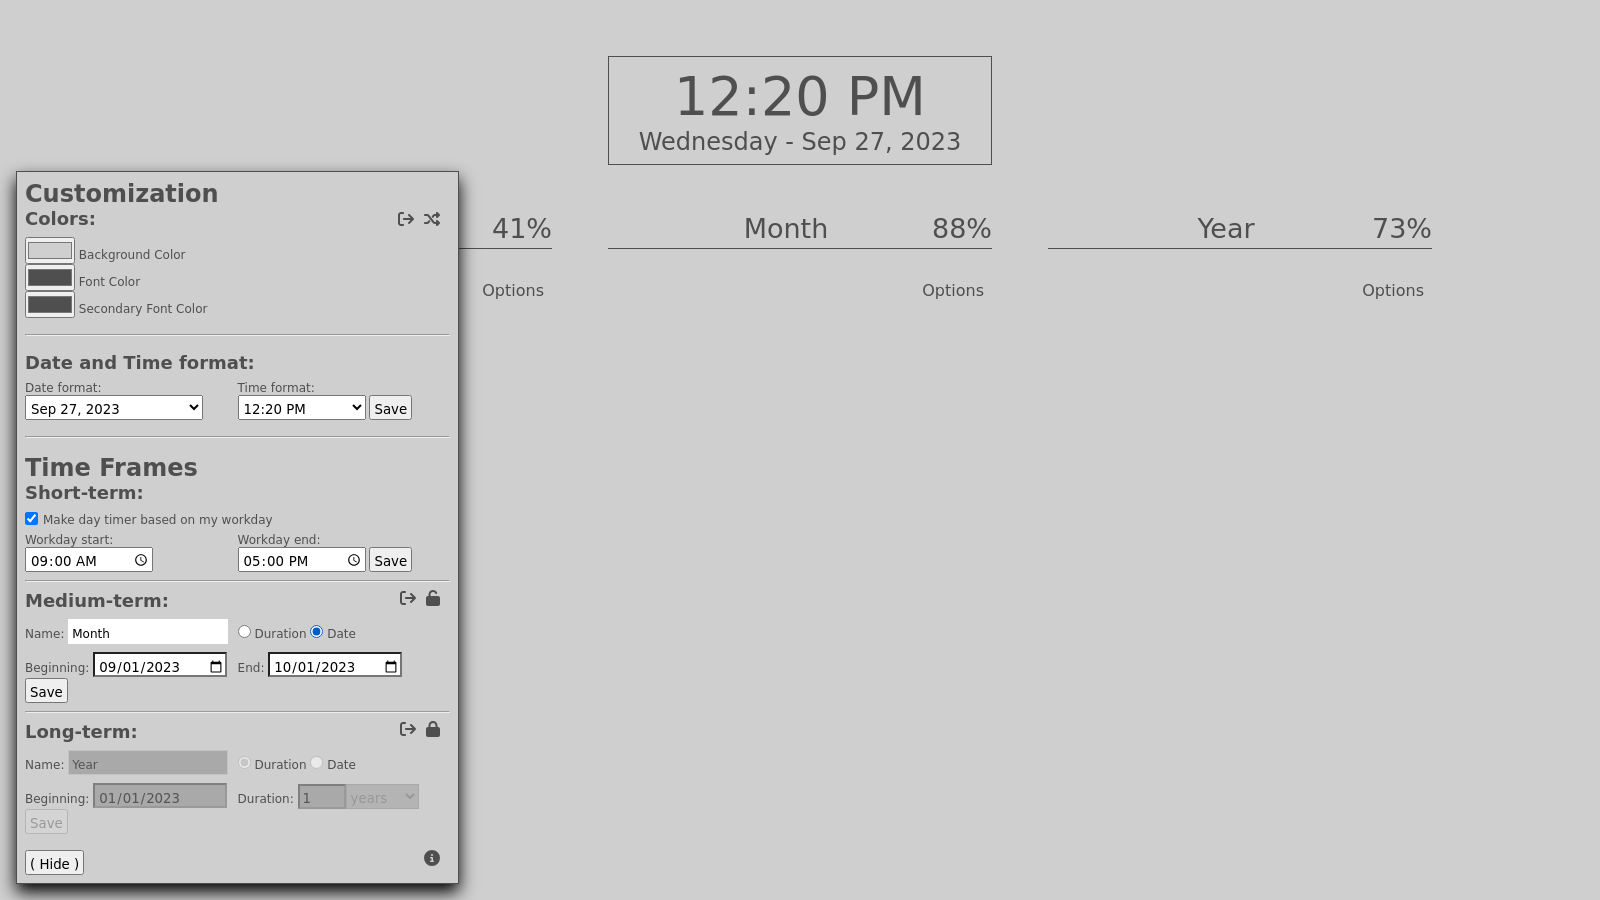 12:20 PM
Wednesday - Sep 27, 2023
41%
Month 88%
Year 73%
Options
Options
Options
Customization
Colors:
Background Color
Font Color
Secondary Font Color
Date and Time format:
Date format: Time format:
Sep 27, 2023 12:20 PM Save
Time Frames
Short-term:
Make day timer based on my workday
Workday start: Workday end:
09:00 AM 05:00 PM Save
Medium-term:
Name: Month Duration Date
Beginning: 09/01/2023 End: 10/01/2023
Save
Long-term:
Name: Year Duration Date
Beginning: 01/01/2023 Duration: 1 years
Save
( Hide )